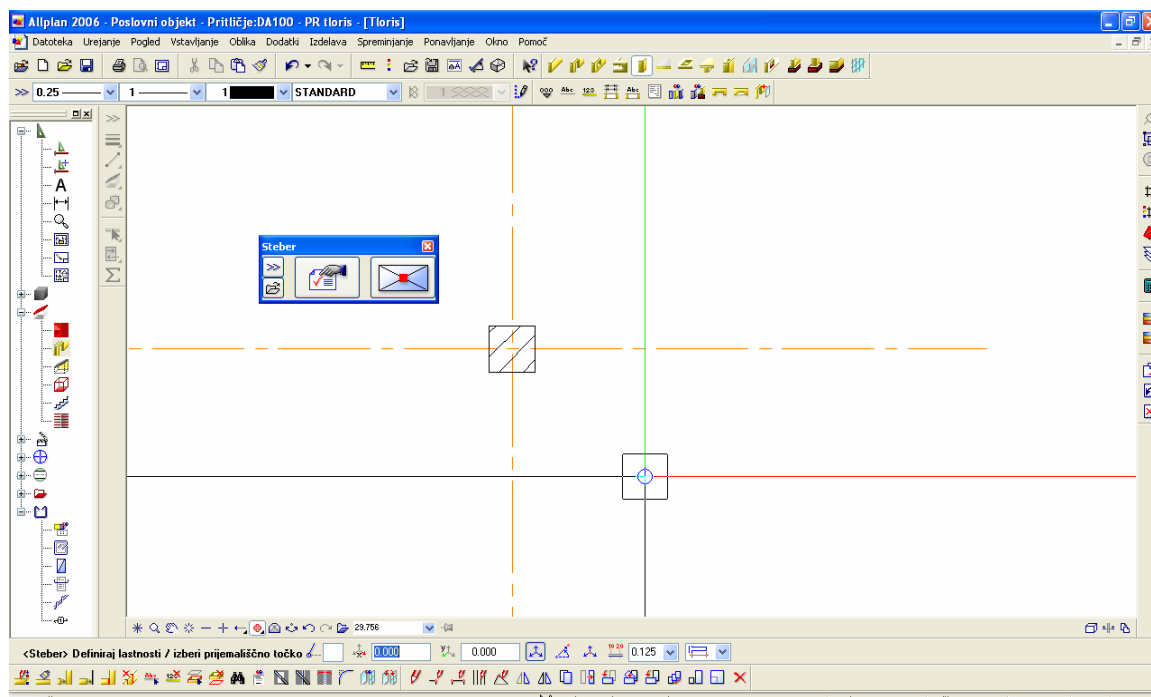 Allplan 2006 - Poslovni objekt - Pritličje:DA100 - PR tloris - [Tloris]
Datoteka Urejanje Pogled Vstavljanje Oblika Dodatki Izdelava Spreminjanje Ponavljanje Okno Pomoč
0.25 1 1 STANDARD 1
Steber
29.756
<Steber> Definiraj lastnosti / izberi prijemališčno točko 0.000 0.000 0.125